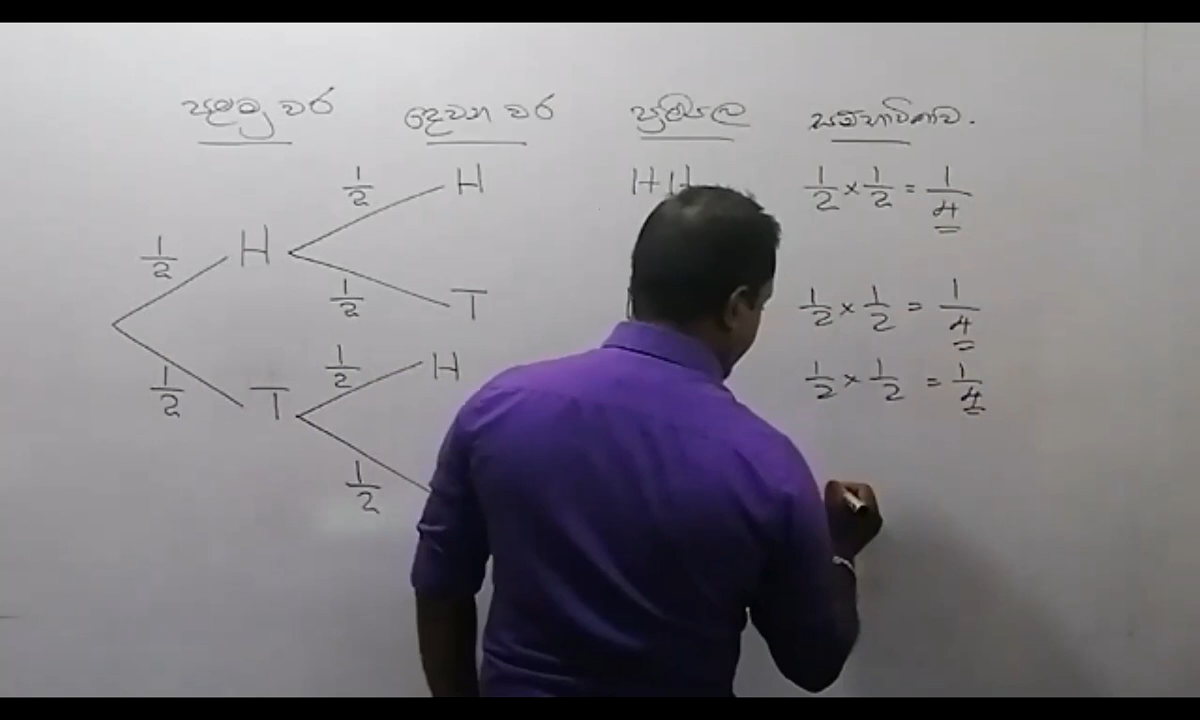 පළමු වර දෙවන වර ප්‍රතිඵල සම්භාවිතාව.
1/2 H HH 1/2 × 1/2 = 1/4
1/2 H
1/2 T 1/2 × 1/2 = 1/4
1/2 H 1/2 × 1/2 = 1/4
1/2 T
1/2